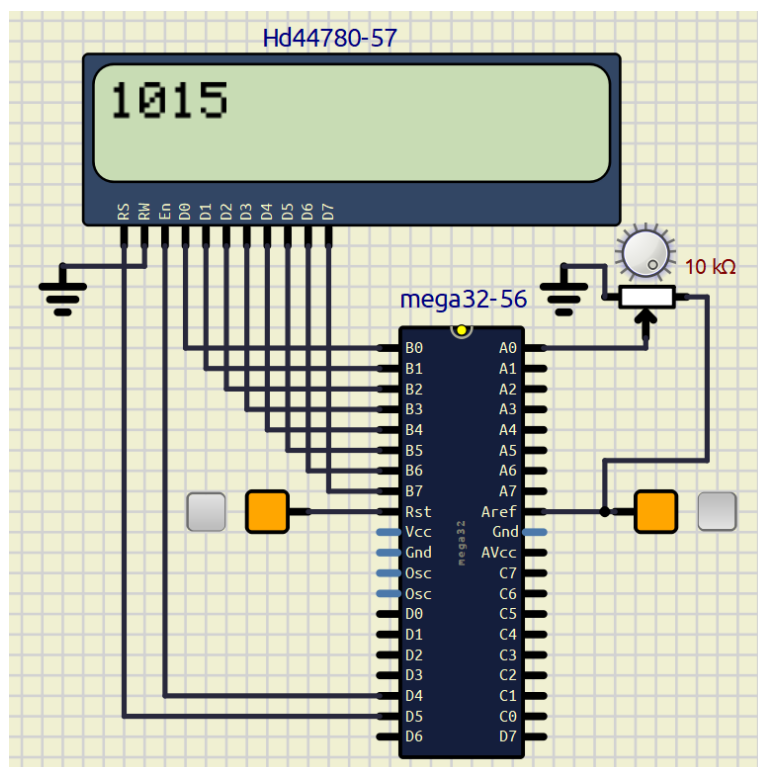 Hd44780-57
1015
RS RW En D0 D1 D2 D3 D4 D5 D6 D7
10 kΩ
mega32-56
B0 A0
B1 A1
B2 A2
B3 A3
B4 A4
B5 A5
B6 A6
B7 A7
Rst Aref
Vcc Gnd
Gnd AVcc
Osc C7
Osc C6
D0 C5
D1 C4
D2 C3
D3 C2
D4 C1
D5 C0
D6 D7
mega32